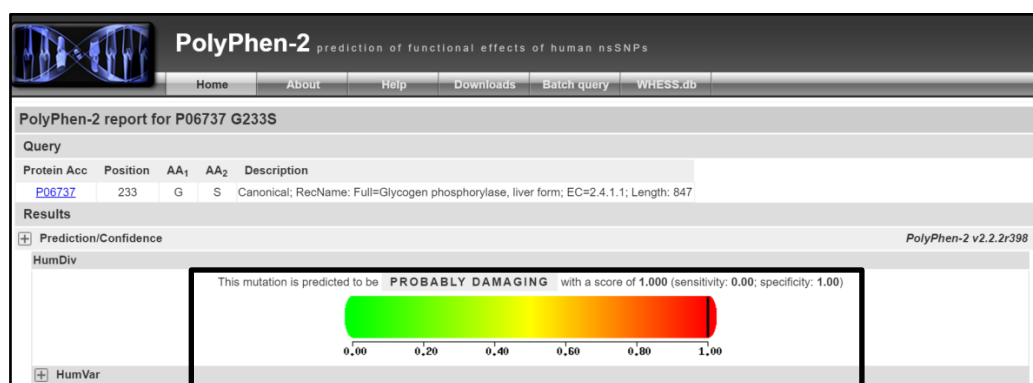 PolyPhen-2 prediction of functional effects of human nsSNPs
Home About Help Downloads Batch query WHESS.db
PolyPhen-2 report for P06737 G233S
Query
Protein Acc Position AA1 AA2 Description
P06737 233 G S Canonical; RecName: Full=Glycogen phosphorylase, liver form; EC=2.4.1.1; Length: 847
Results
+ Prediction/Confidence PolyPhen-2 v2.2.2r398
HumDiv
This mutation is predicted to be PROBABLY DAMAGING with a score of 1.000 (sensitivity: 0.00; specificity: 1.00)
0.00 0.20 0.40 0.60 0.80 1.00
+ HumVar